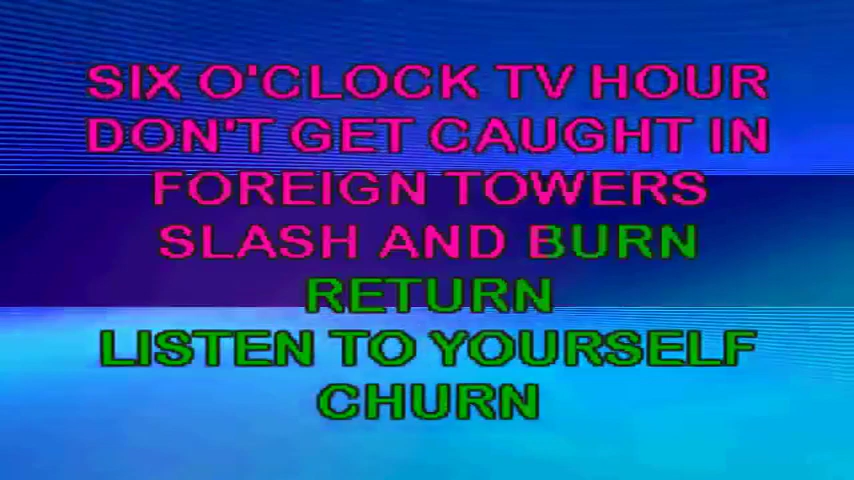 SIX O'CLOCK TV HOUR
DON'T GET CAUGHT IN
FOREIGN TOWERS
SLASH AND BURN
RETURN
LISTEN TO YOURSELF
CHURN